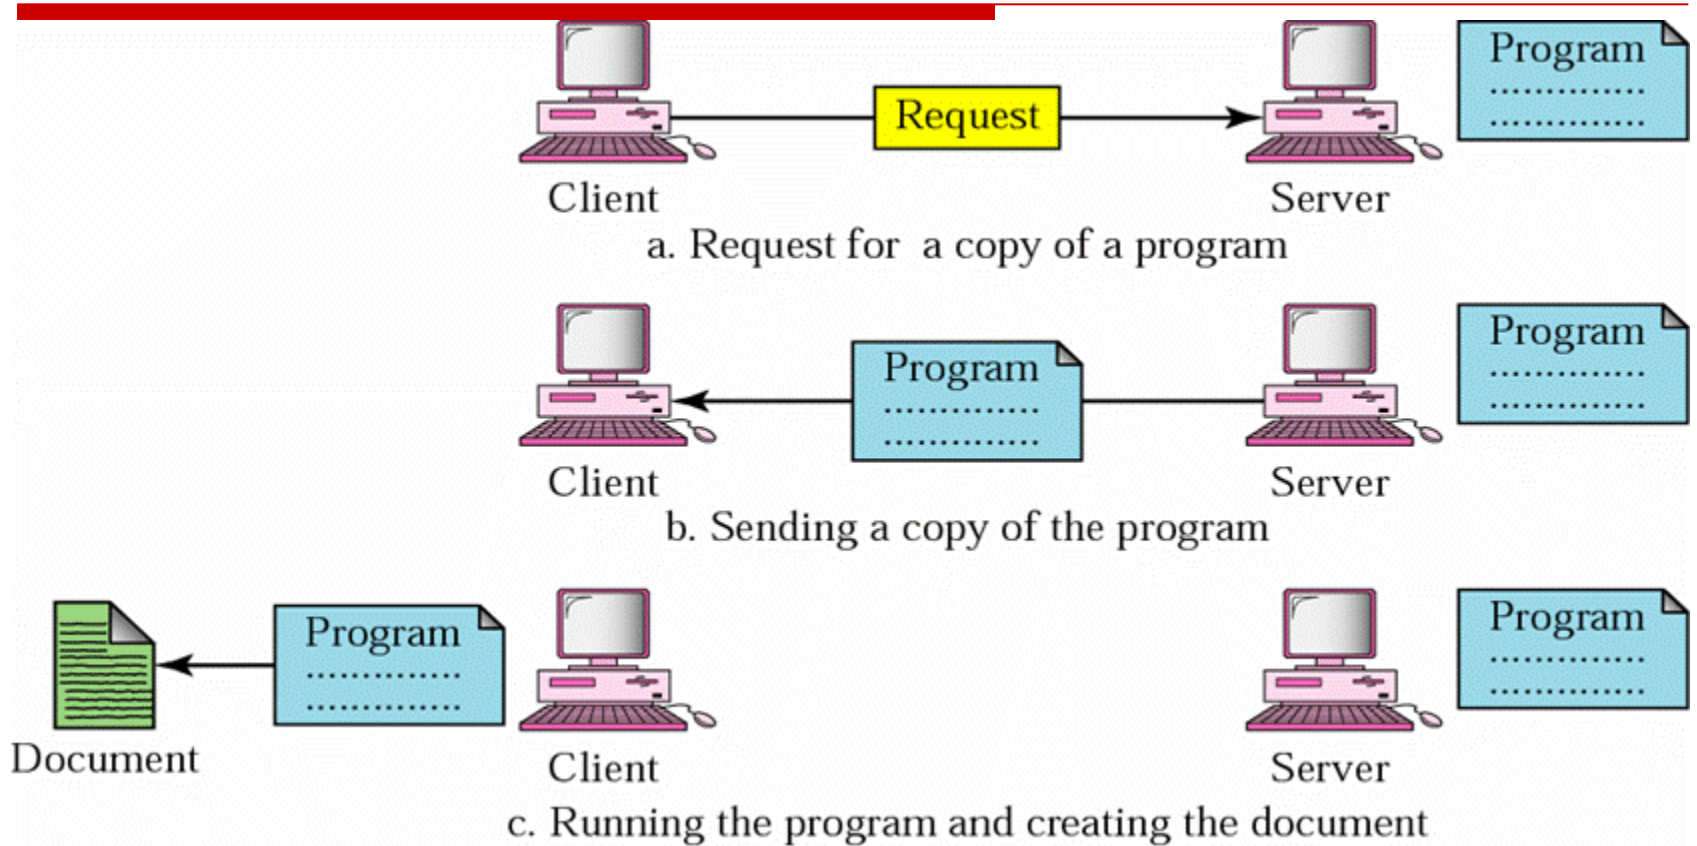 Program
..............
..............
Request
Client
Server
a. Request for a copy of a program
Program
..............
..............
Program
..............
..............
Client
Server
b. Sending a copy of the program
Program
..............
..............
Program
..............
..............
Document
Client
Server
c. Running the program and creating the document